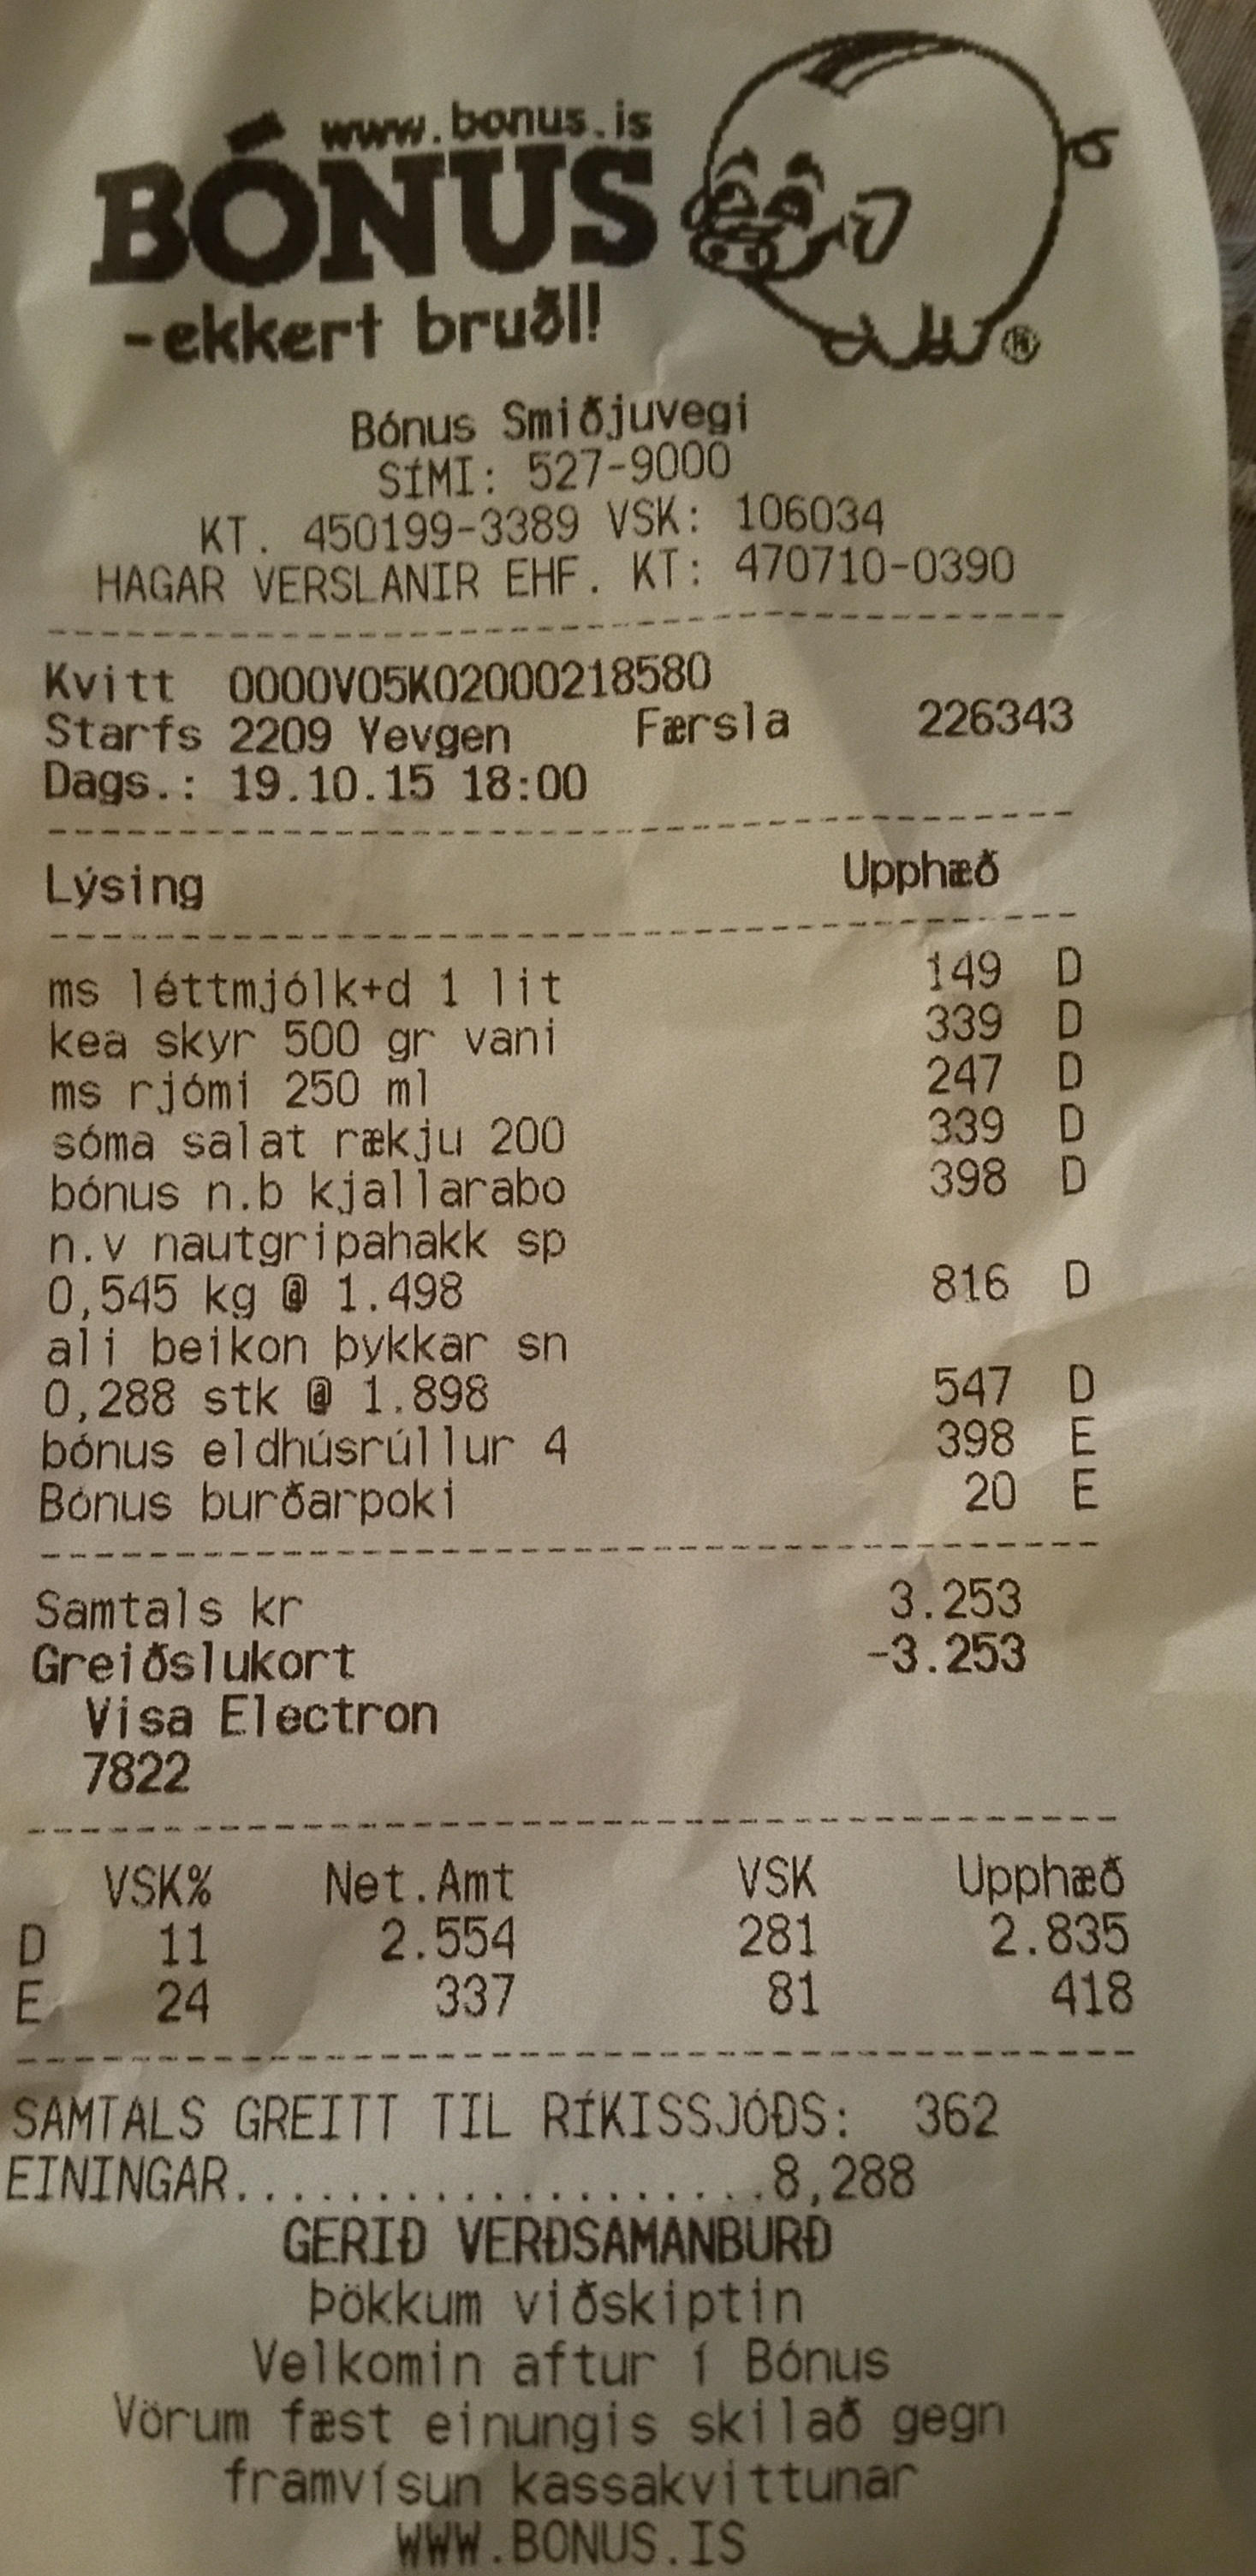 www.bonus.is
BÓNUS
-ekkert bruðl!
®
Bónus Smiðjuvegi
SÍMI: 527-9000
KT. 450199-3389 VSK: 106034
HAGAR VERSLANIR EHF. KT: 470710-0390
Kvitt 0000V05K02000218580
Starfs 2209 Yevgen Færsla 226343
Dags.: 19.10.15 18:00
Lýsing Upphæð
ms léttmjólk+d 1 lit 149 D
kea skyr 500 gr vani 339 D
ms rjómi 250 ml 247 D
sóma salat rækju 200 339 D
bónus n.b kjallarabo 398 D
n.v nautgripahakk sp
0,545 kg @ 1.498 816 D
ali beikon þykkar sn
0,288 stk @ 1.898 547 D
bónus eldhúsrúllur 4 398 E
Bónus burðarpoki 20 E
Samtals kr 3.253
Greiðslukort -3.253
Visa Electron
7822
VSK% Net.Amt VSK Upphæð
D 11 2.554 281 2.835
E 24 337 81 418
SAMTALS GREITT TIL RÍKISSJÓÐS: 362
EININGAR....................8,288
GERIÐ VERÐSAMANBURÐ
Þökkum viðskiptin
Velkomin aftur í Bónus
Vörum fæst einungis skilað gegn
framvísun kassakvittunar
WWW.BONUS.IS